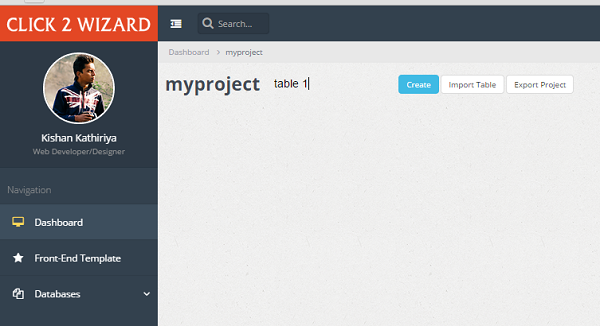 CLICK 2 WIZARD
Search...
Dashboard > myproject
myproject table 1
Create Import Table Export Project
Kishan Kathiriya
Web Developer/Designer
Navigation
Dashboard
Front-End Template
Databases